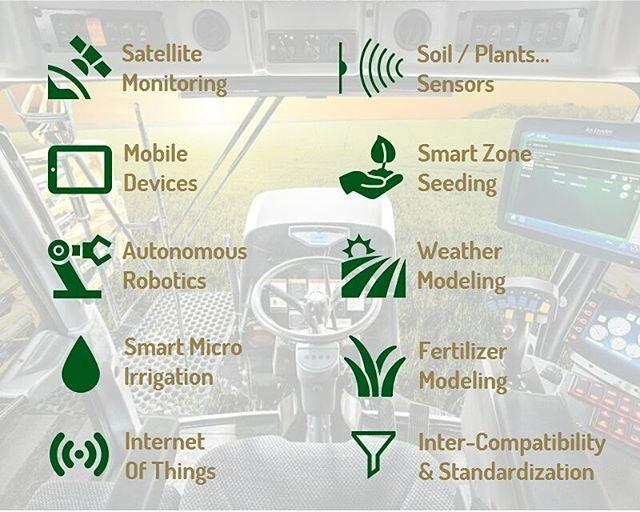 Satellite
Monitoring
Soil / Plants...
Sensors
Mobile
Devices
Smart Zone
Seeding
Autonomous
Robotics
Weather
Modeling
Smart Micro
Irrigation
Fertilizer
Modeling
Internet
Of Things
Inter-Compatibility
& Standardization